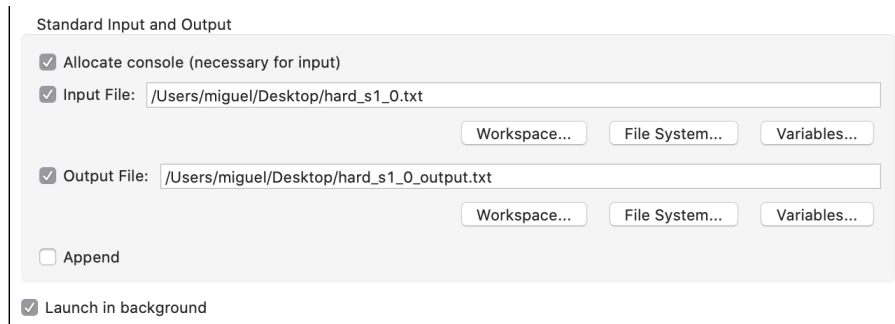 Standard Input and Output
Allocate console (necessary for input)
Input File: /Users/miguel/Desktop/hard_s1_0.txt
Workspace... File System... Variables...
Output File: /Users/miguel/Desktop/hard_s1_0_output.txt
Workspace... File System... Variables...
Append
Launch in background